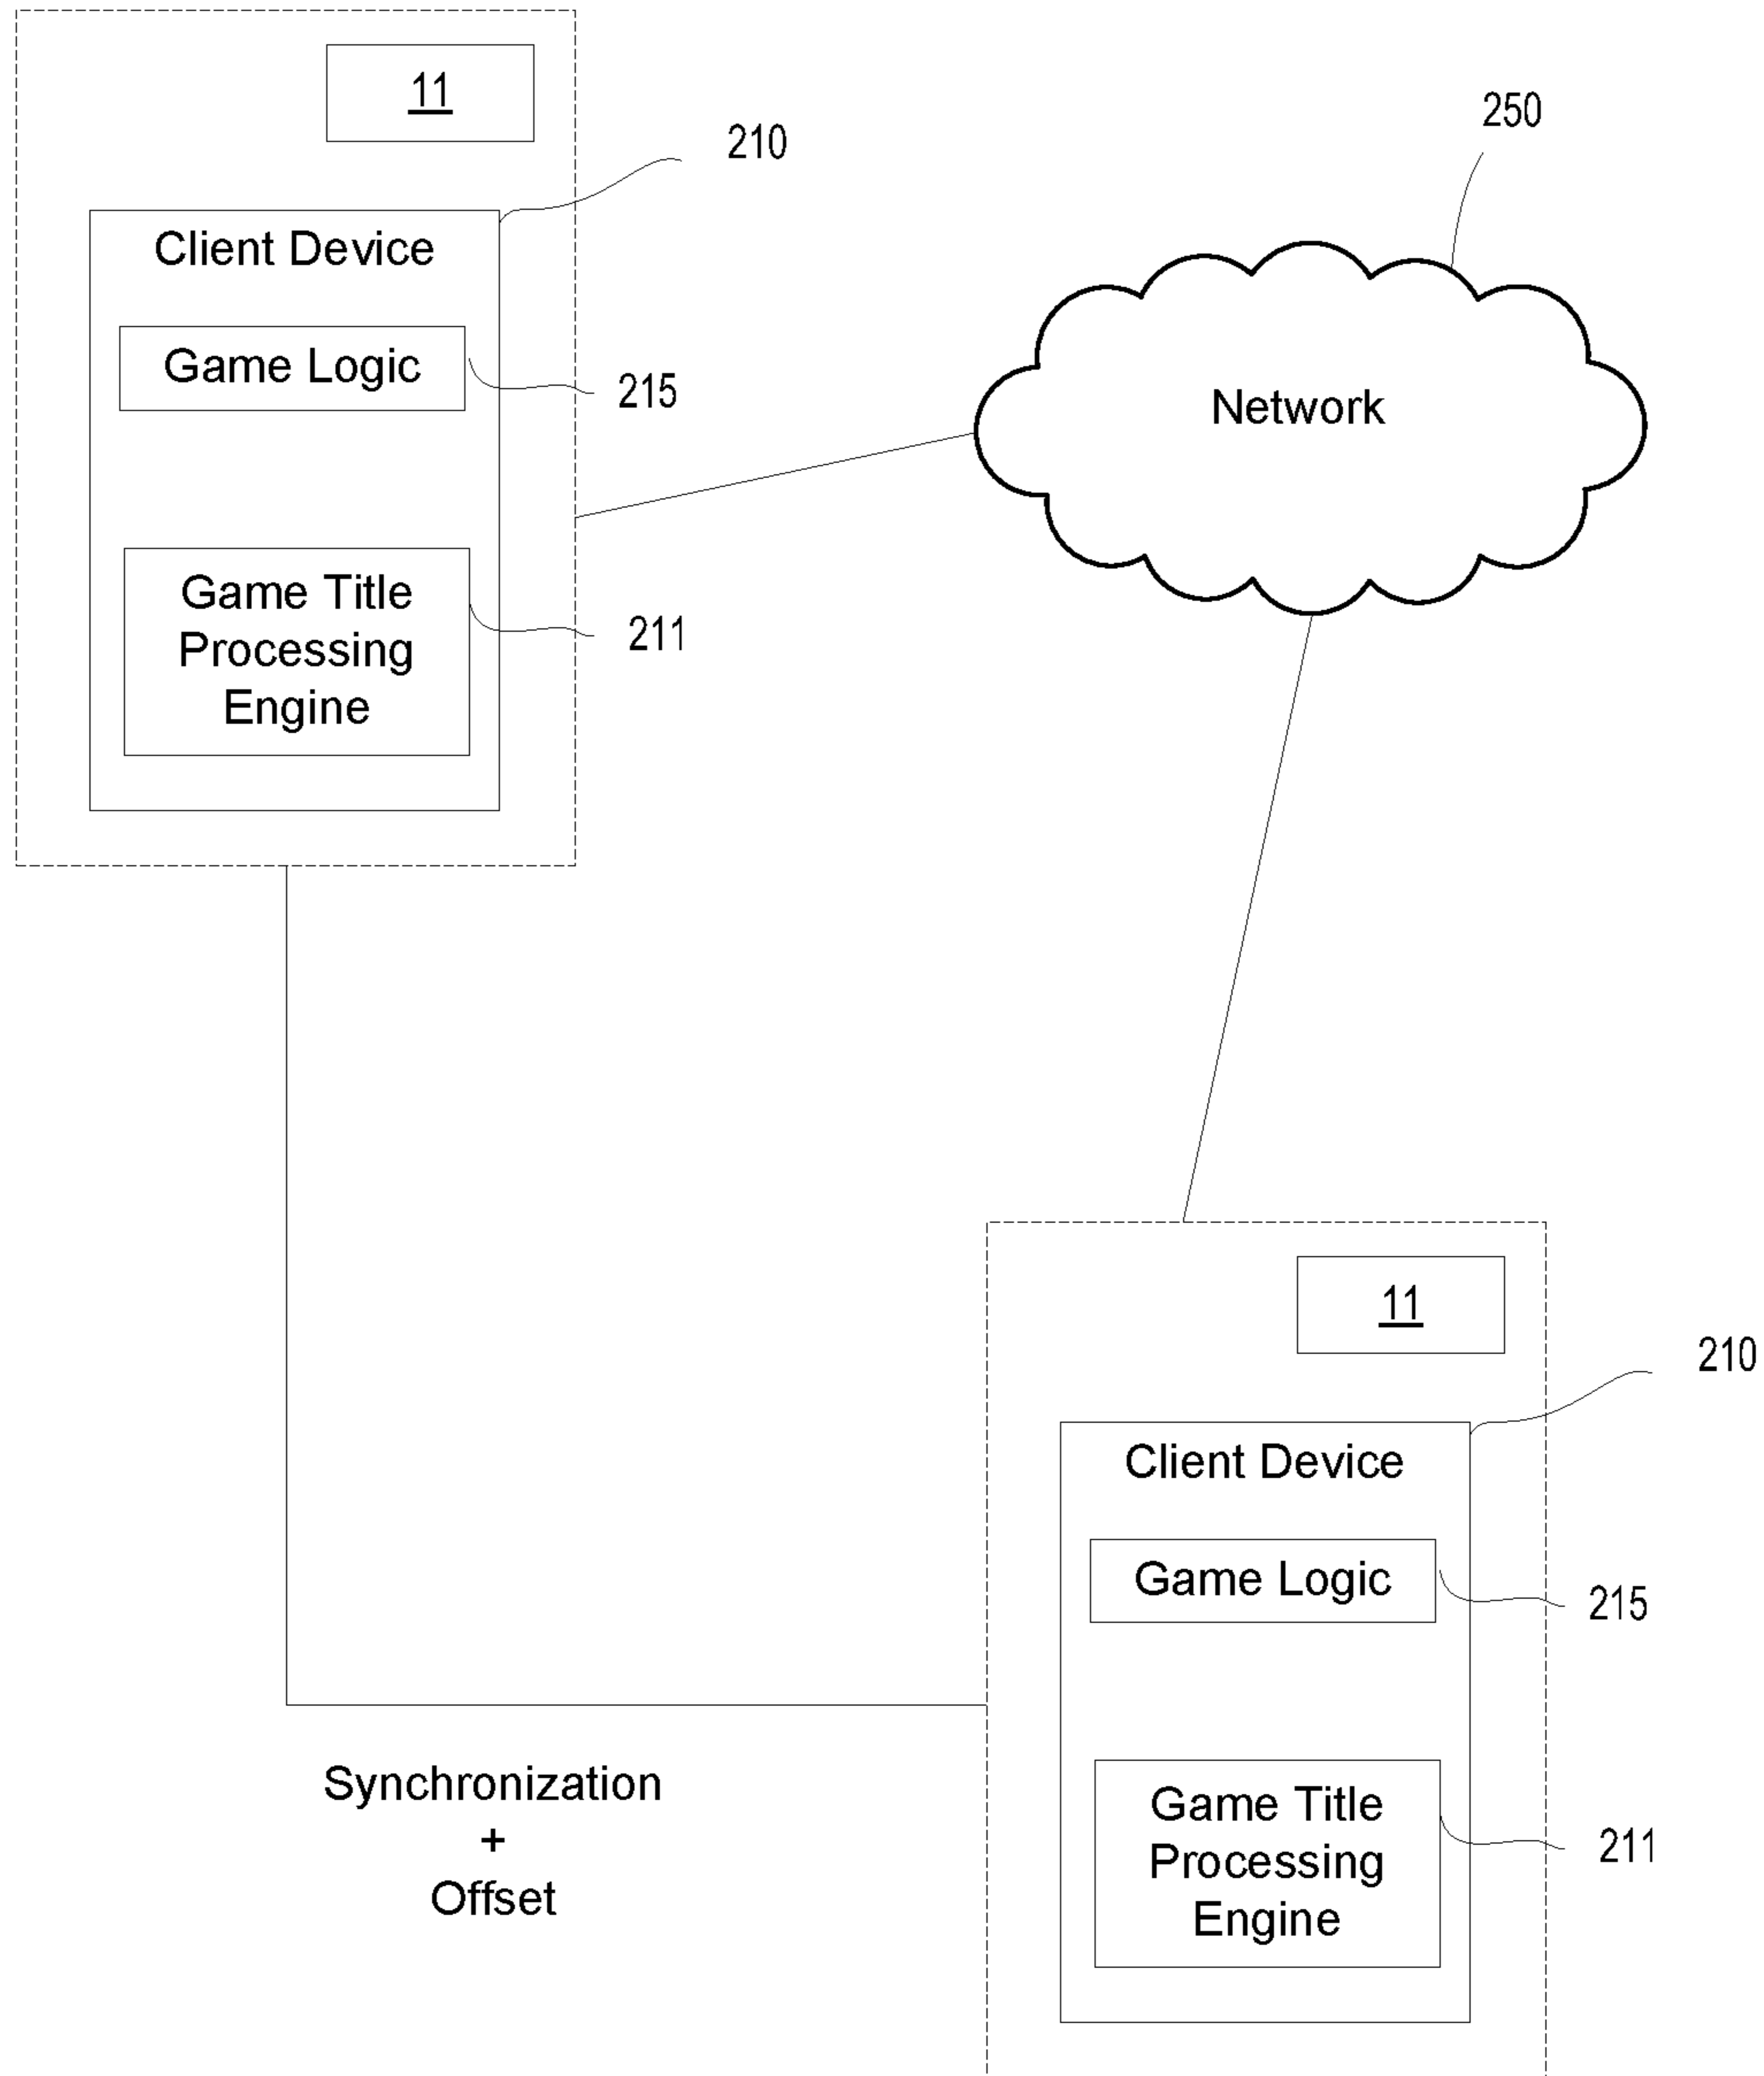 11
210
250
Client Device
Game Logic
215
Network
Game Title
Processing
Engine
211
11
210
Client Device
Game Logic
215
Synchronization
+
Offset
Game Title
Processing
Engine
211